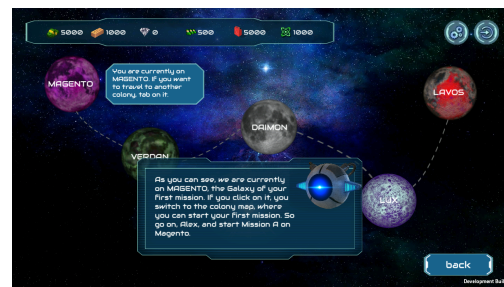 5000 1000 0 500 5000 1000
MAGENTO
You are currently on
MAGENTO. If you want
to travel to another
colony, tab on it.
LAVOS
DAIMON
VERDAN
As you can see, we are currently
on MAGENTO, the Galaxy of your
first mission. If you click on it, you
switch to the colony map, where
you can start your first mission. So
go on, Alex, and start Mission A on
Magento.
LUX
back
Development Buil